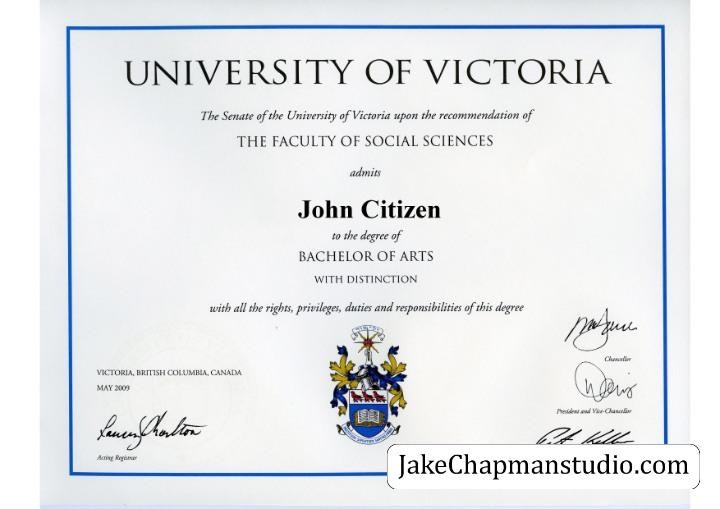 UNIVERSITY OF VICTORIA
The Senate of the University of Victoria upon the recommendation of
THE FACULTY OF SOCIAL SCIENCES
admits
John Citizen
to the degree of
BACHELOR OF ARTS
WITH DISTINCTION
with all the rights, privileges, duties and responsibilities of this degree
Chancellor
VICTORIA, BRITISH COLUMBIA, CANADA
MAY 2009
President and Vice-Chancellor
Acting Registrar
JakeChapmanstudio.com